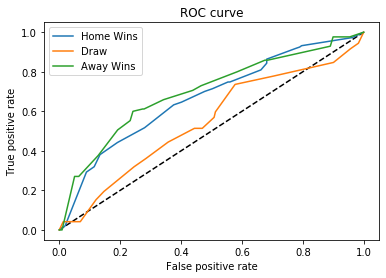 ROC curve
Home Wins
Draw
Away Wins
True positive rate
1.0
0.8
0.6
0.4
0.2
0.0
0.0 0.2 0.4 0.6 0.8 1.0
False positive rate